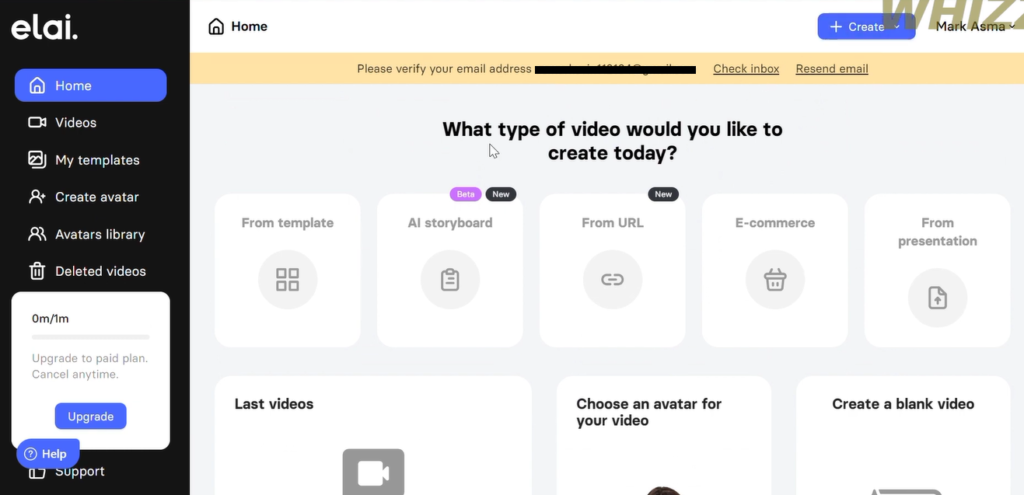 elai.
Home
Videos
My templates
Create avatar
Avatars library
Deleted videos
0m/1m
Upgrade to paid plan.
Cancel anytime.
Upgrade
Help
Support
Home
+ Create
Mark Asma
Please verify your email address
Check inbox
Resend email
What type of video would you like to
create today?
From template
Beta
New
AI storyboard
New
From URL
E-commerce
From
presentation
Last videos
Choose an avatar for
your video
Create a blank video